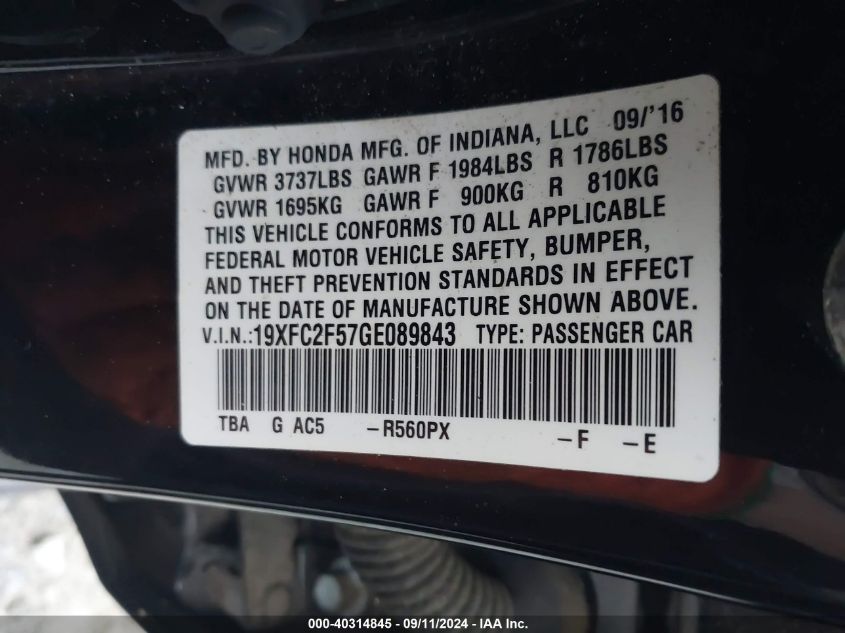 MFD. BY HONDA MFG. OF INDIANA, LLC 09/'16
GVWR 3737LBS GAWR F 1984LBS R 1786LBS
GVWR 1695KG GAWR F 900KG R 810KG
THIS VEHICLE CONFORMS TO ALL APPLICABLE
FEDERAL MOTOR VEHICLE SAFETY, BUMPER,
AND THEFT PREVENTION STANDARDS IN EFFECT
ON THE DATE OF MANUFACTURE SHOWN ABOVE.
V.I.N.:19XFC2F57GE089843 TYPE: PASSENGER CAR
TBA G AC5 -R560PX -F -E
000-40314845 - 09/11/2024 - IAA Inc.